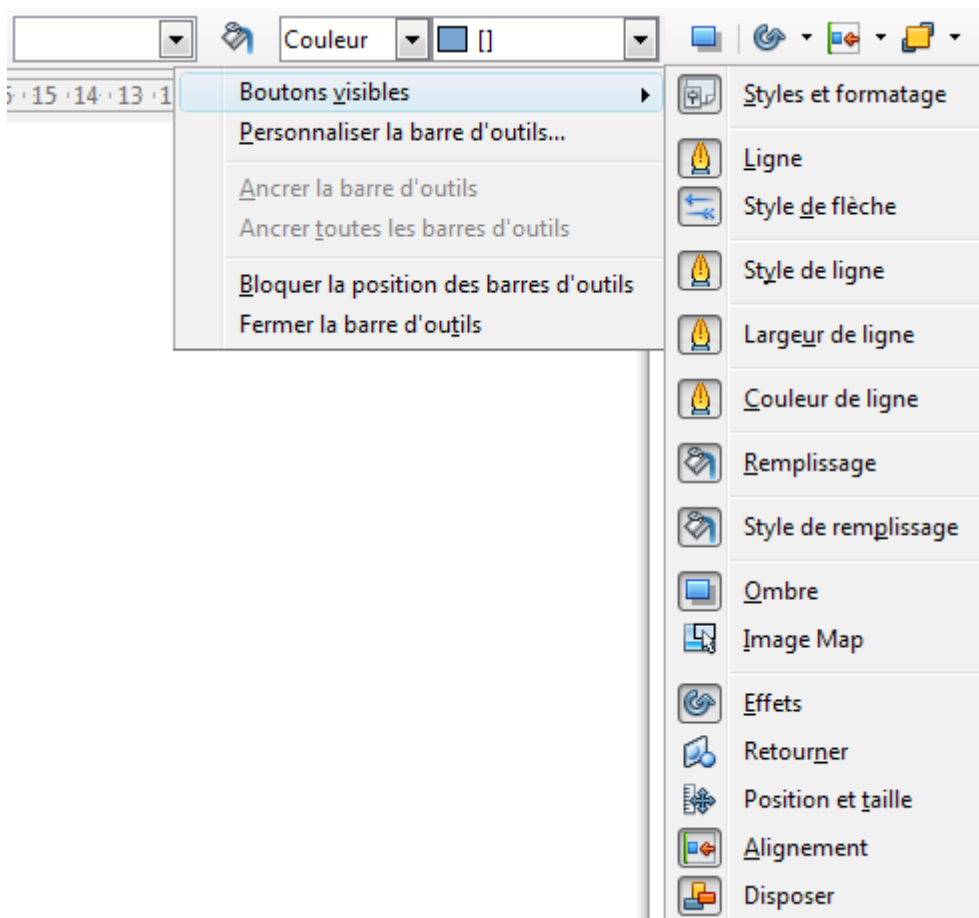 Couleur []
5 15 14 13 1
Boutons visibles
Personnaliser la barre d'outils...
Ancrer la barre d'outils
Ancrer toutes les barres d'outils
Bloquer la position des barres d'outils
Fermer la barre d'outils
Styles et formatage
Ligne
Style de flèche
Style de ligne
Largeur de ligne
Couleur de ligne
Remplissage
Style de remplissage
Ombre
Image Map
Effets
Retourner
Position et taille
Alignement
Disposer